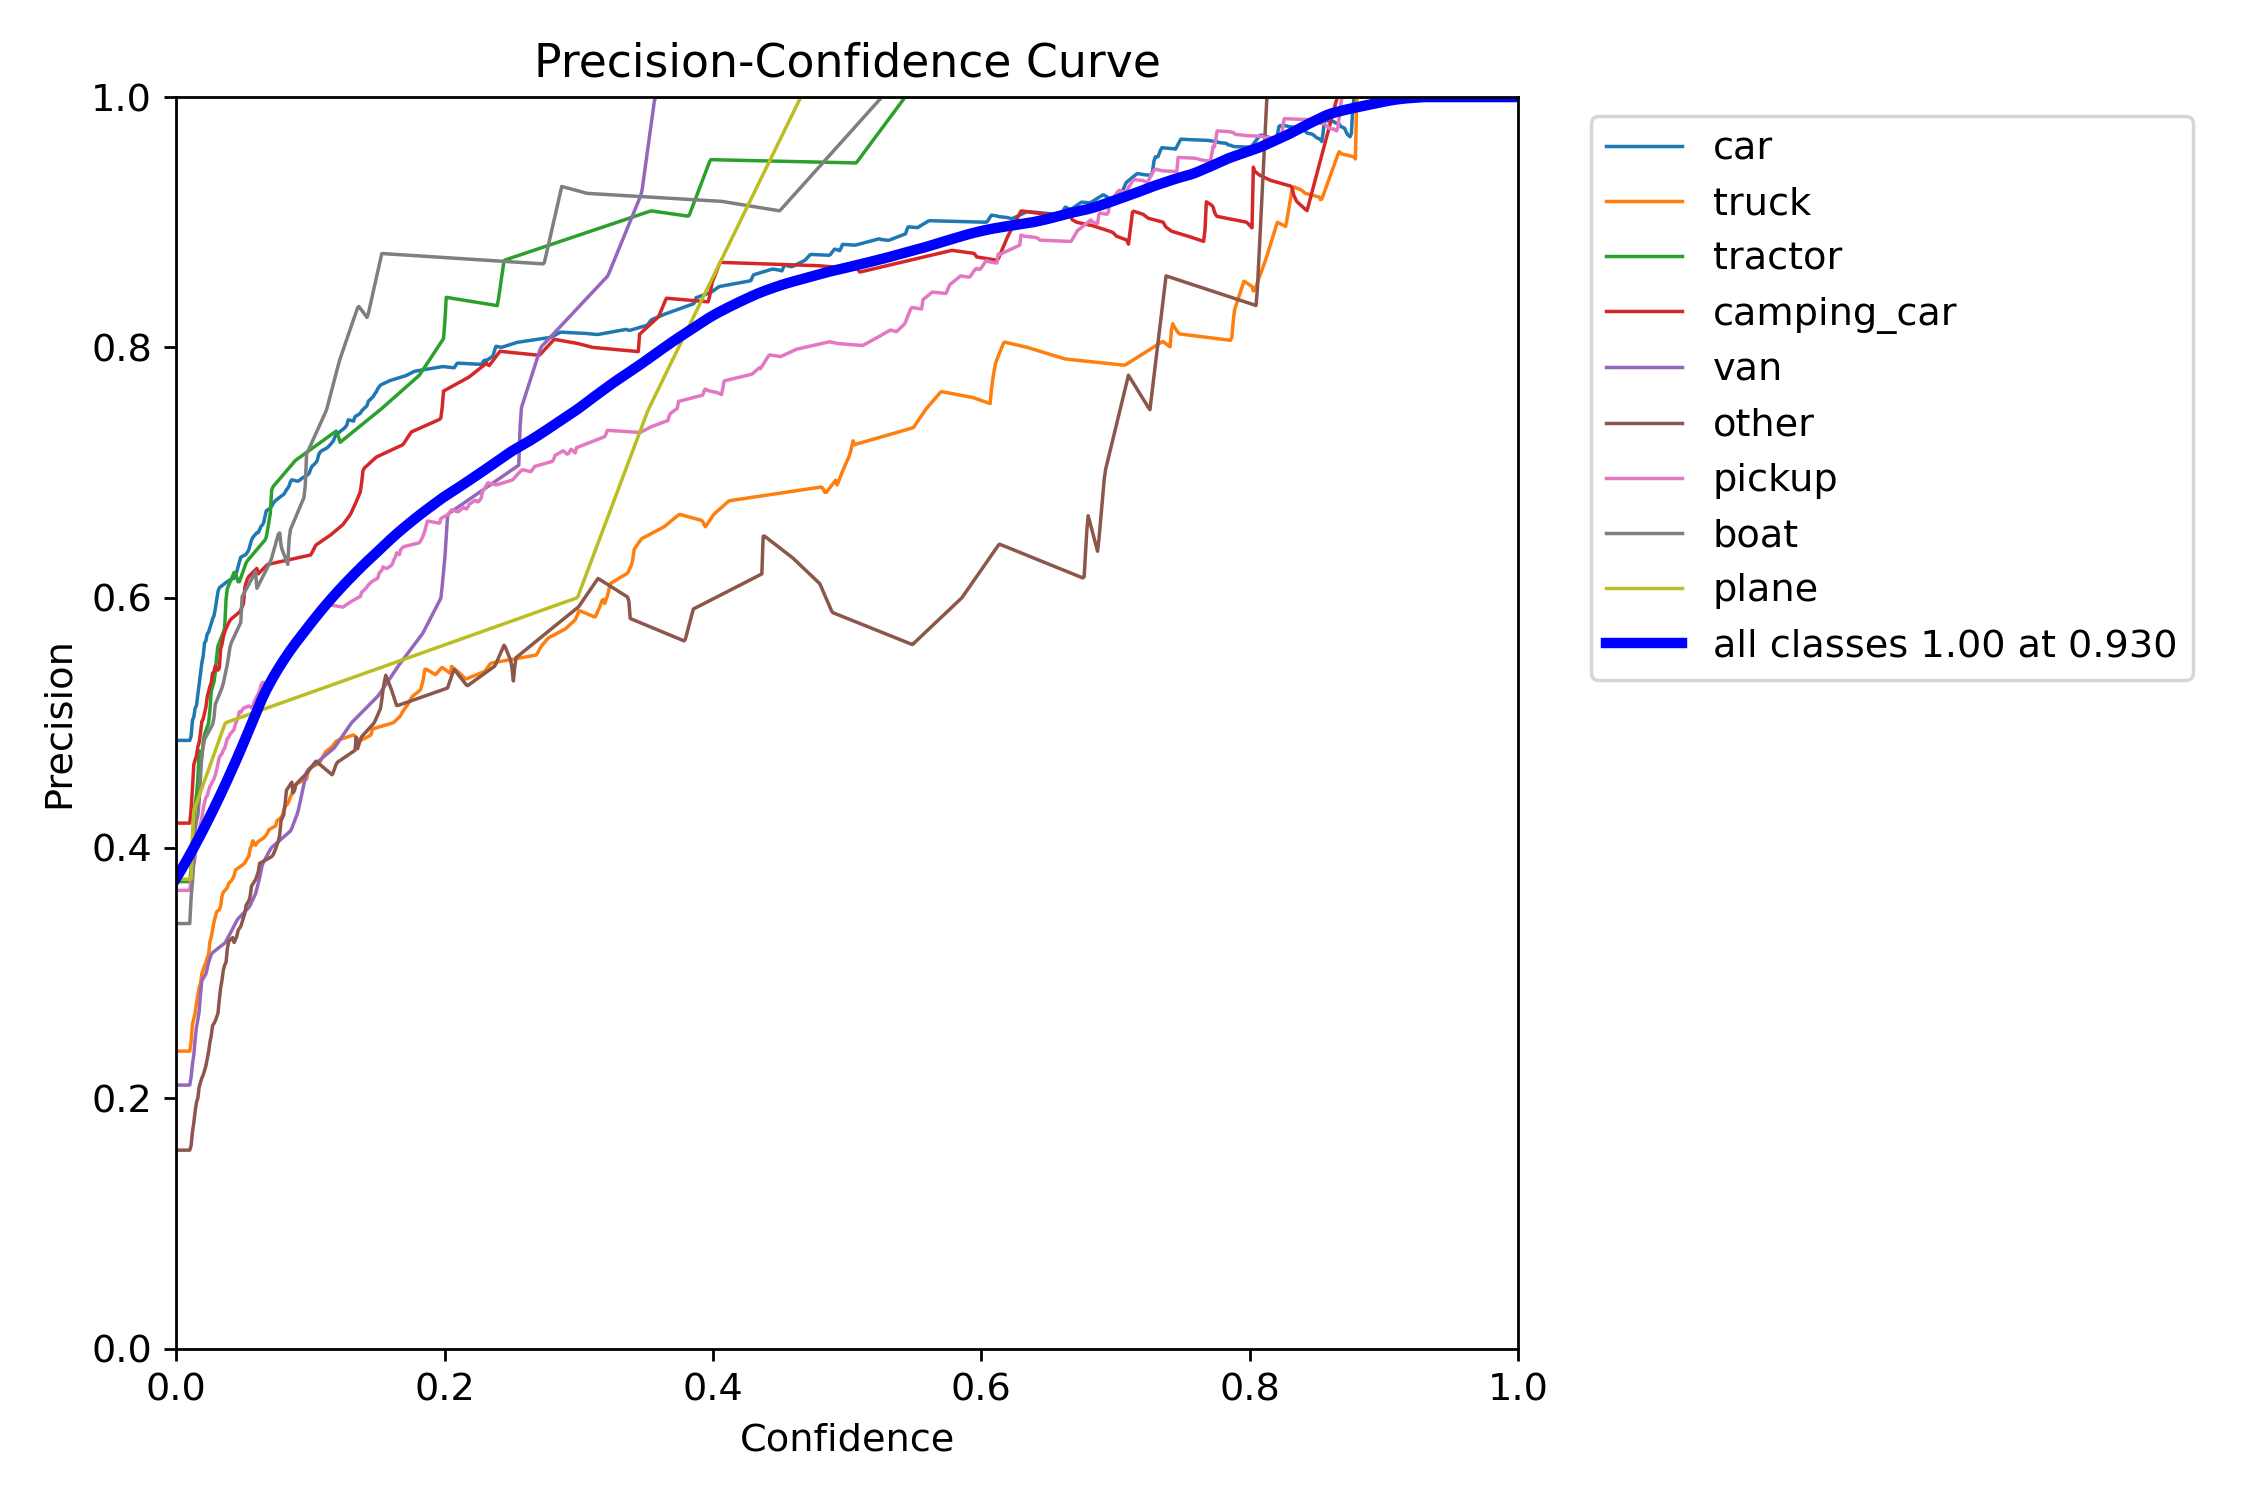 Precision-Confidence Curve
1.0
0.8
0.6
0.4
0.2
0.0
Precision
0.0 0.2 0.4 0.6 0.8 1.0
Confidence
car
truck
tractor
camping_car
van
other
pickup
boat
plane
all classes 1.00 at 0.930